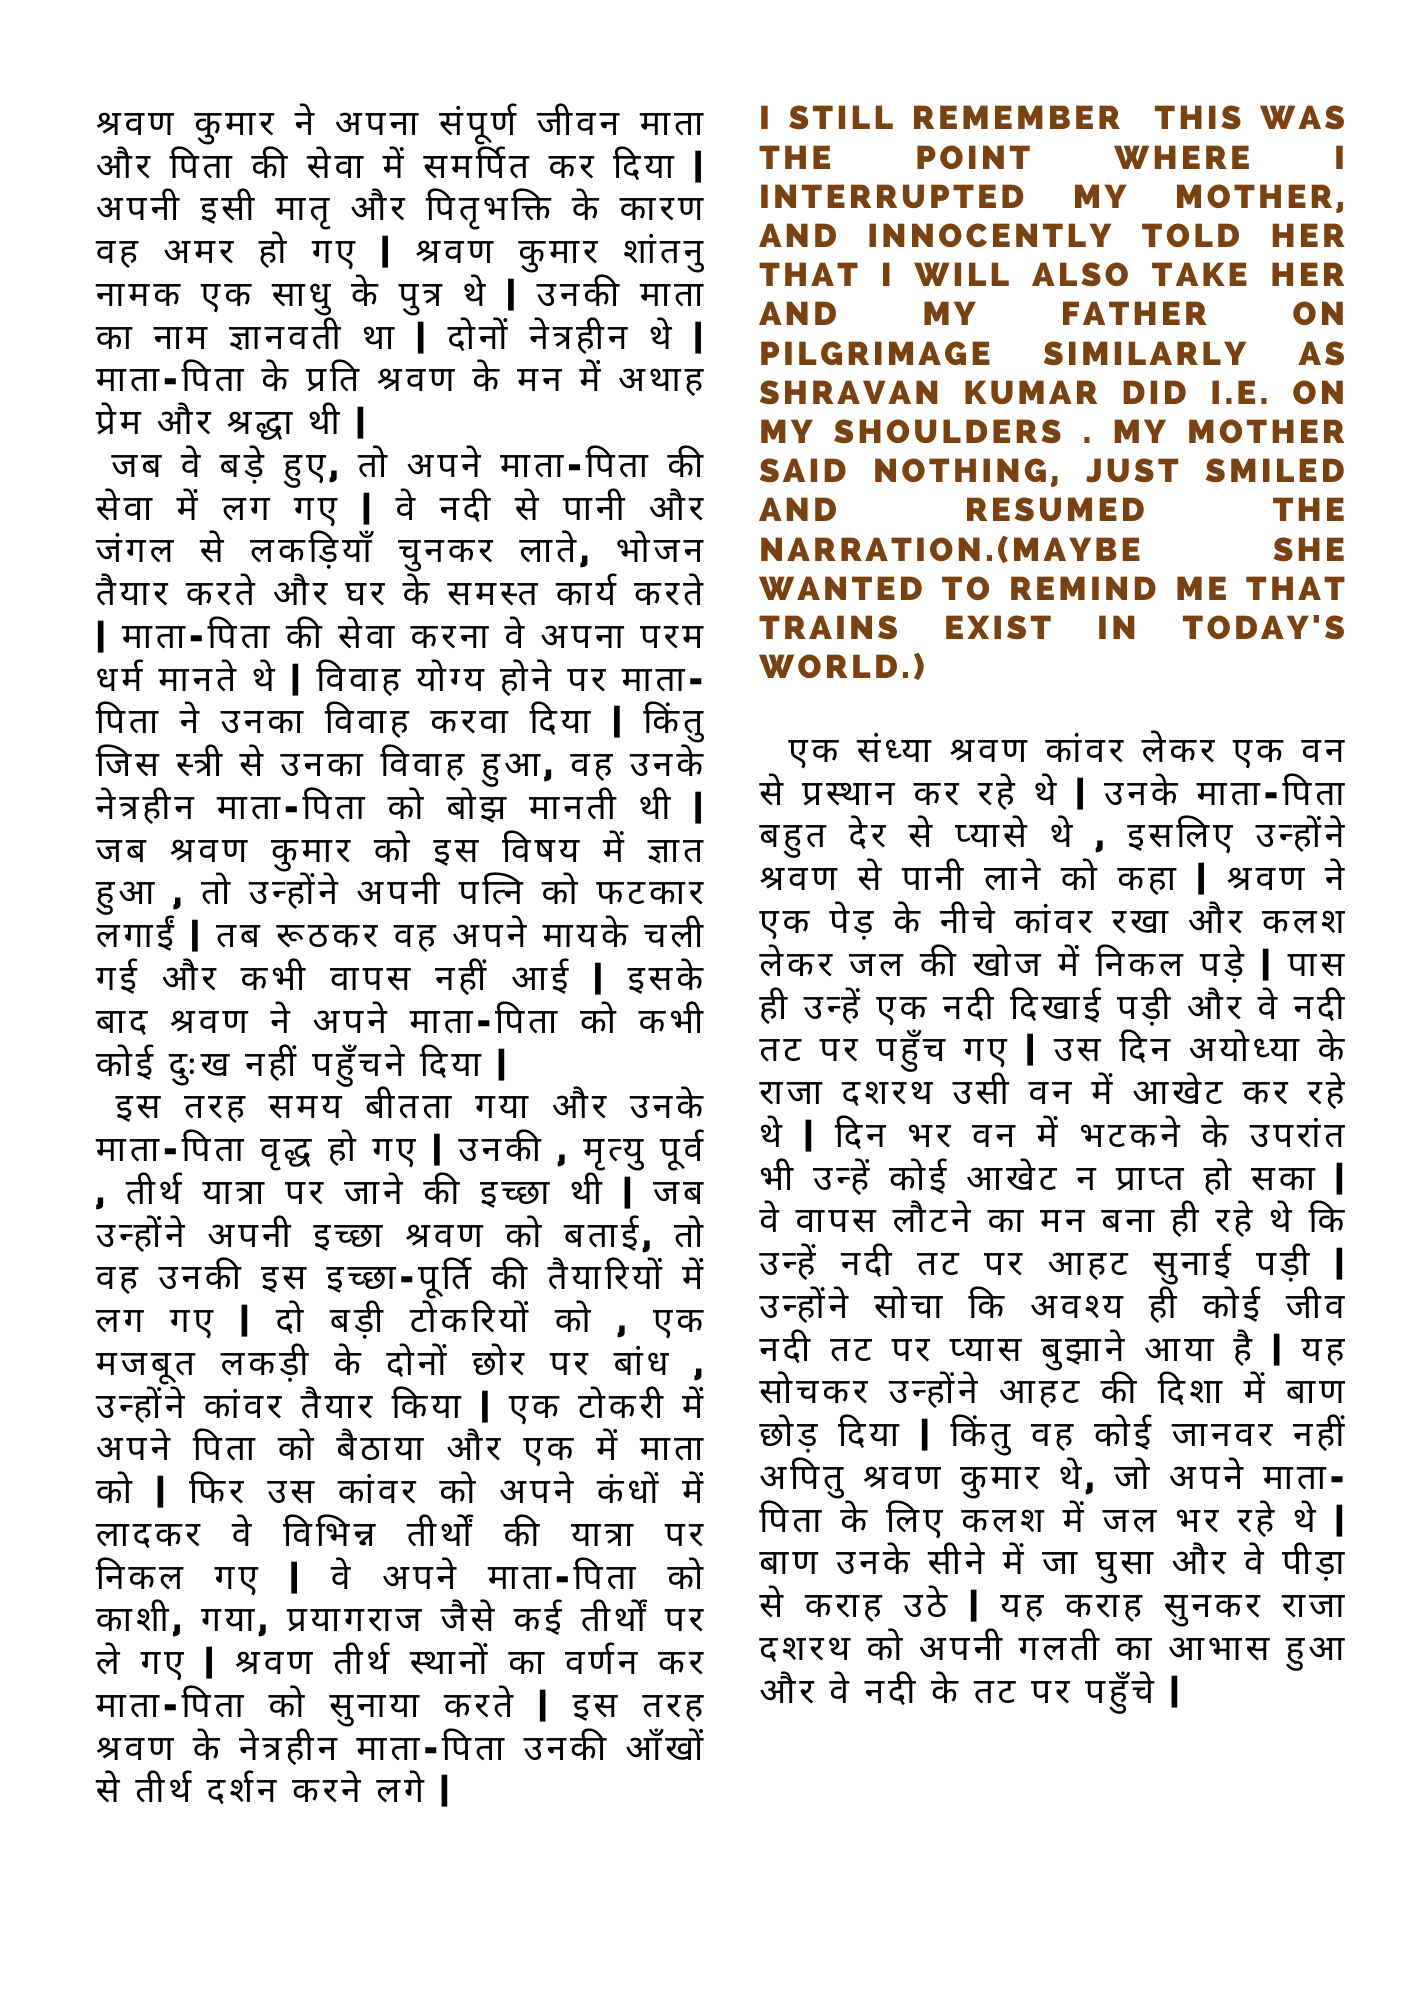 श्रवण कुमार ने अपना संपूर्ण जीवन माता
और पिता की सेवा में समर्पित कर दिया |
अपनी इसी मातृ और पितृभक्ति के कारण
वह अमर हो गए | श्रवण कुमार शांतनु
नामक एक साधु के पुत्र थे | उनकी माता
का नाम ज्ञानवती था | दोनों नेत्रहीन थे |
माता-पिता के प्रति श्रवण के मन में अथाह
प्रेम और श्रद्धा थी |
जब वे बड़े हुए, तो अपने माता-पिता की
सेवा में लग गए | वे नदी से पानी और
जंगल से लकड़ियाँ चुनकर लाते, भोजन
तैयार करते और घर के समस्त कार्य करते
| माता-पिता की सेवा करना वे अपना परम
धर्म मानते थे | विवाह योग्य होने पर माता-
पिता ने उनका विवाह करवा दिया | किंतु
जिस स्त्री से उनका विवाह हुआ, वह उनके
नेत्रहीन माता-पिता को बोझ मानती थी |
जब श्रवण कुमार को इस विषय में ज्ञात
हुआ , तो उन्होंने अपनी पत्नि को फटकार
लगाईं | तब रूठकर वह अपने मायके चली
गई और कभी वापस नहीं आई | इसके
बाद श्रवण ने अपने माता-पिता को कभी
कोई दुःख नहीं पहुँचने दिया |
इस तरह समय बीतता गया और उनके
माता-पिता वृद्ध हो गए | उनकी , मृत्यु पूर्व
, तीर्थ यात्रा पर जाने की इच्छा थी | जब
उन्होंने अपनी इच्छा श्रवण को बताई, तो
वह उनकी इस इच्छा-पूर्ति की तैयारियों में
लग गए | दो बड़ी टोकरियों को , एक
मजबूत लकड़ी के दोनों छोर पर बांध ,
उन्होंने कांवर तैयार किया | एक टोकरी में
अपने पिता को बैठाया और एक में माता
को | फिर उस कांवर को अपने कंधों में
लादकर वे विभिन्न तीर्थों की यात्रा पर
निकल गए | वे अपने माता-पिता को
काशी, गया, प्रयागराज जैसे कई तीर्थों पर
ले गए | श्रवण तीर्थ स्थानों का वर्णन कर
माता-पिता को सुनाया करते | इस तरह
श्रवण के नेत्रहीन माता-पिता उनकी आँखों
से तीर्थ दर्शन करने लगे |
I STILL REMEMBER THIS WAS
THE POINT WHERE I
INTERRUPTED MY MOTHER,
AND INNOCENTLY TOLD HER
THAT I WILL ALSO TAKE HER
AND MY FATHER ON
PILGRIMAGE SIMILARLY AS
SHRAVAN KUMAR DID I.E. ON
MY SHOULDERS . MY MOTHER
SAID NOTHING, JUST SMILED
AND RESUMED THE
NARRATION.(MAYBE SHE
WANTED TO REMIND ME THAT
TRAINS EXIST IN TODAY'S
WORLD.)
एक संध्या श्रवण कांवर लेकर एक वन
से प्रस्थान कर रहे थे | उनके माता-पिता
बहुत देर से प्यासे थे , इसलिए उन्होंने
श्रवण से पानी लाने को कहा | श्रवण ने
एक पेड़ के नीचे कांवर रखा और कलश
लेकर जल की खोज में निकल पड़े | पास
ही उन्हें एक नदी दिखाई पड़ी और वे नदी
तट पर पहुँच गए | उस दिन अयोध्या के
राजा दशरथ उसी वन में आखेट कर रहे
थे | दिन भर वन में भटकने के उपरांत
भी उन्हें कोई आखेट न प्राप्त हो सका |
वे वापस लौटने का मन बना ही रहे थे कि
उन्हें नदी तट पर आहट सुनाई पड़ी |
उन्होंने सोचा कि अवश्य ही कोई जीव
नदी तट पर प्यास बुझाने आया है | यह
सोचकर उन्होंने आहट की दिशा में बाण
छोड़ दिया | किंतु वह कोई जानवर नहीं
अपितु श्रवण कुमार थे, जो अपने माता-
पिता के लिए कलश में जल भर रहे थे |
बाण उनके सीने में जा घुसा और वे पीड़ा
से कराह उठे | यह कराह सुनकर राजा
दशरथ को अपनी गलती का आभास हुआ
और वे नदी के तट पर पहुँचे |